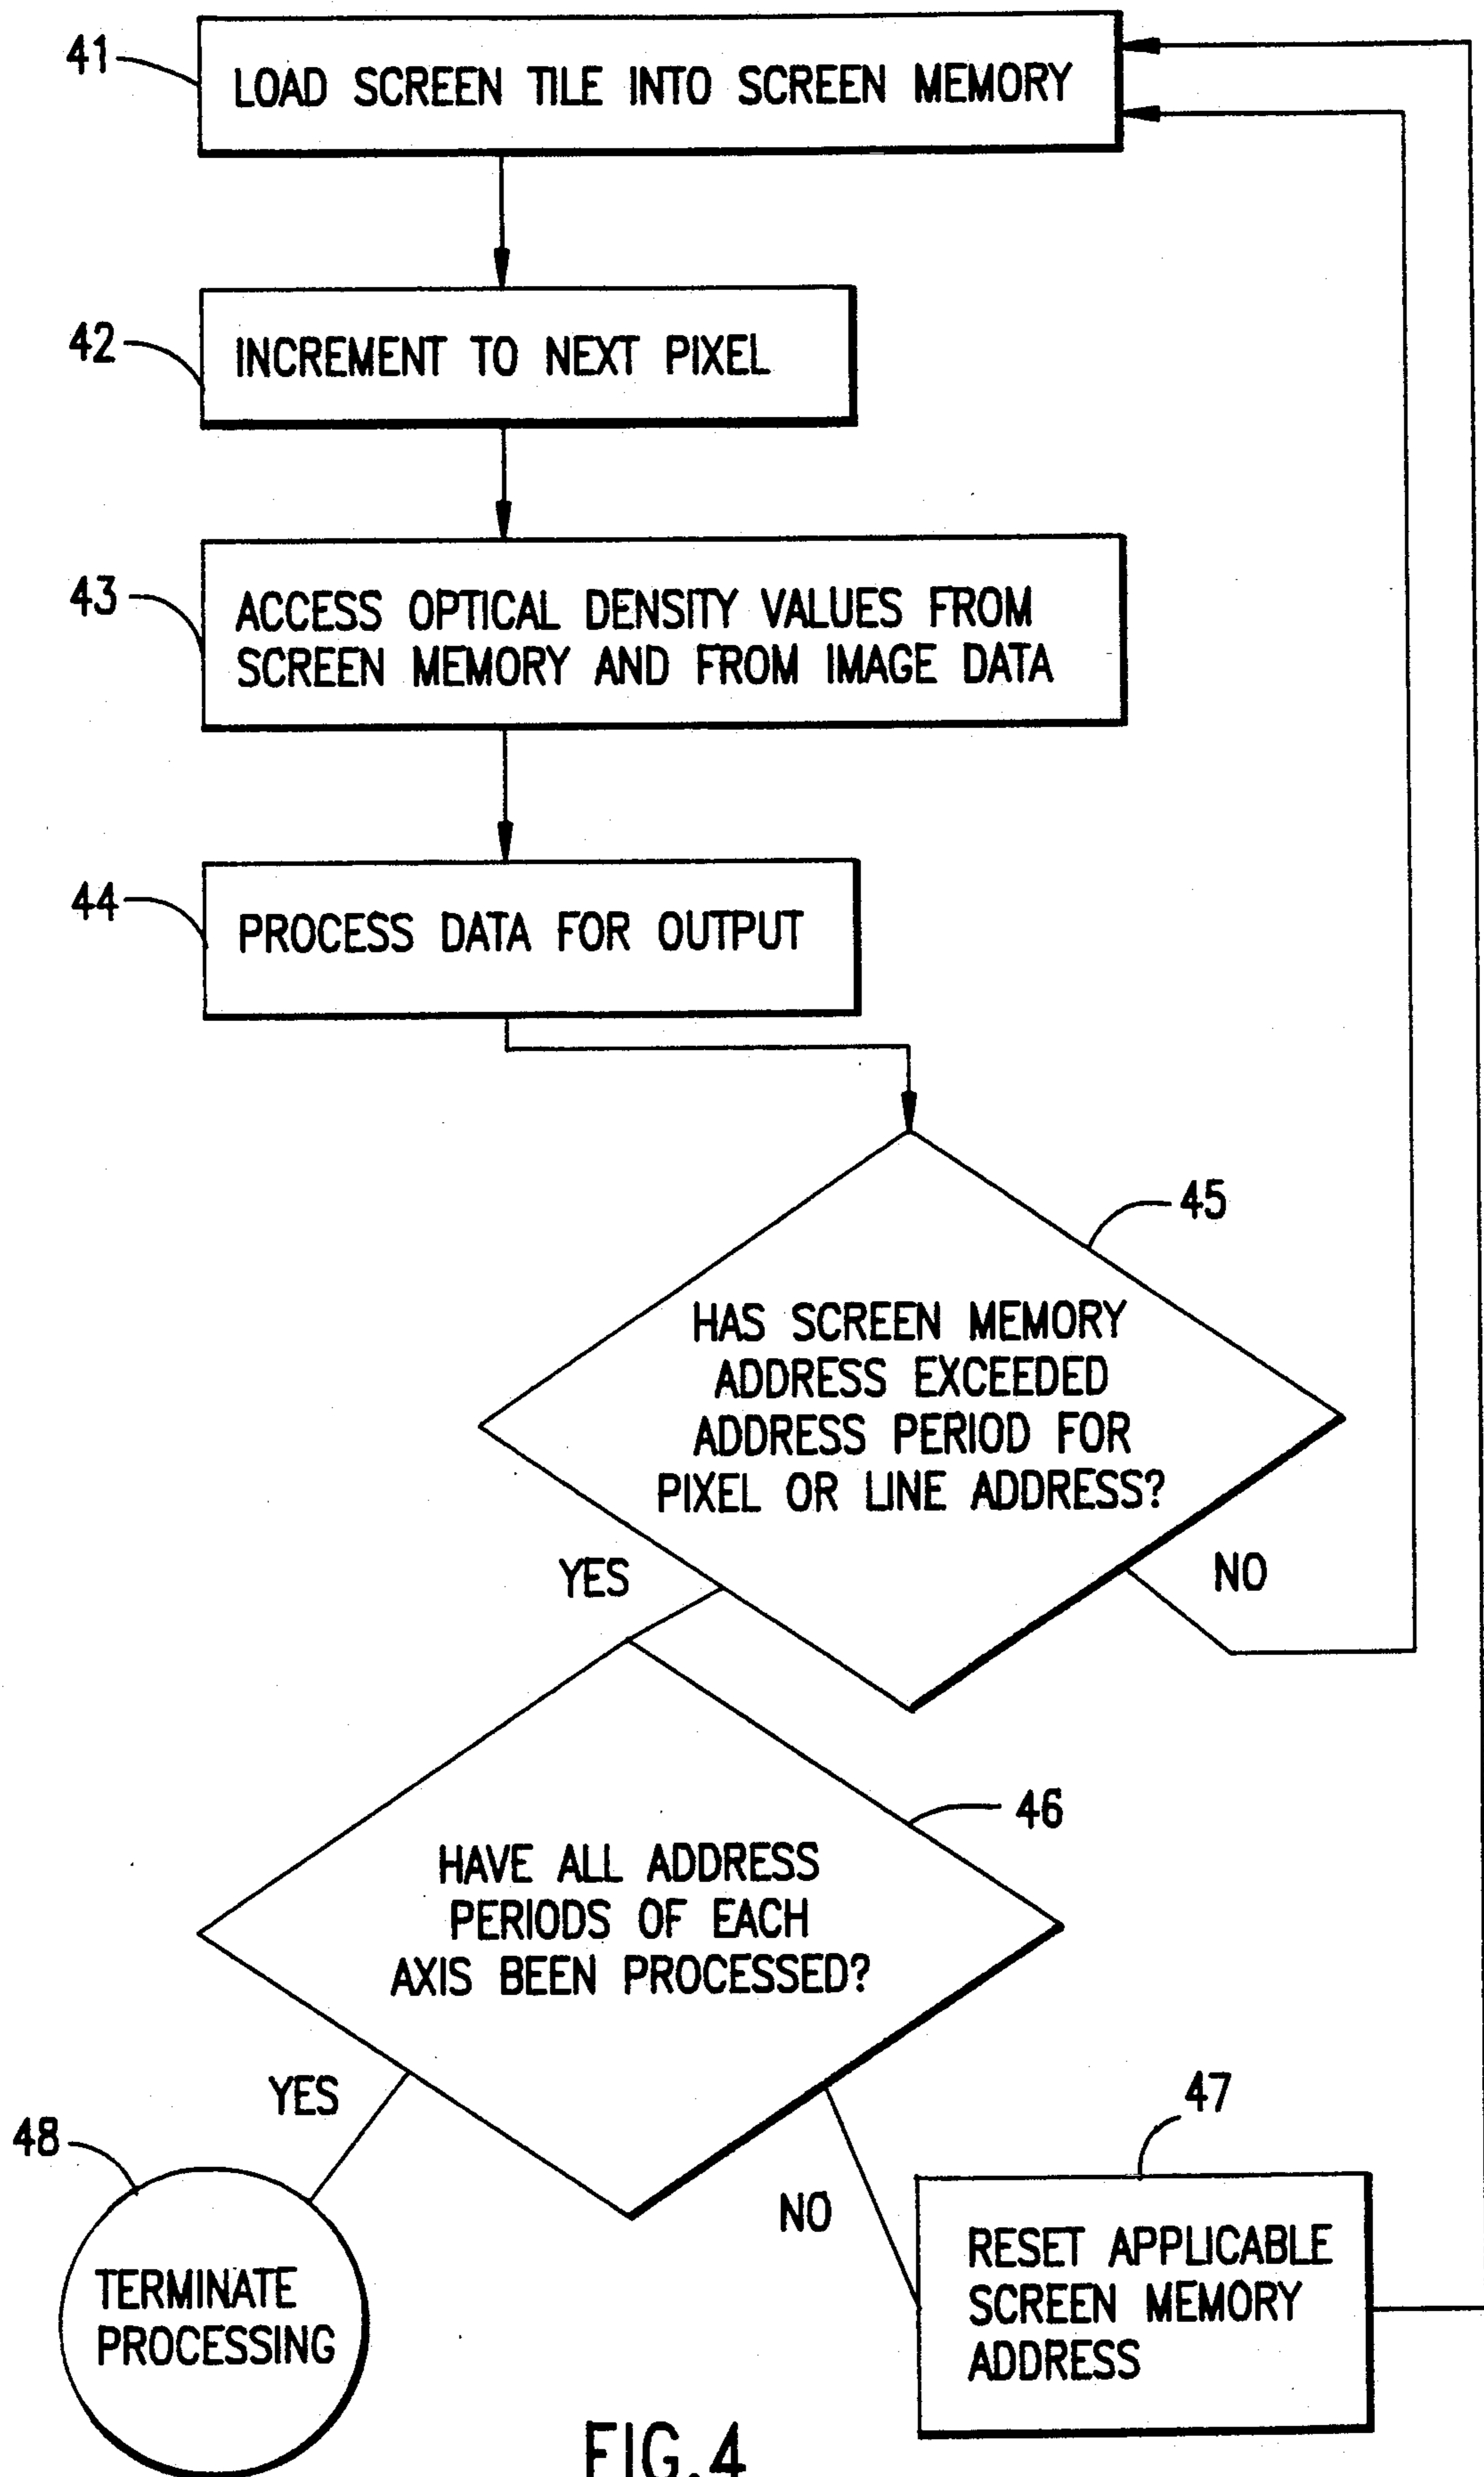 41
LOAD SCREEN TILE INTO SCREEN MEMORY
42
INCREMENT TO NEXT PIXEL
43
ACCESS OPTICAL DENSITY VALUES FROM
SCREEN MEMORY AND FROM IMAGE DATA
44
PROCESS DATA FOR OUTPUT
45
HAS SCREEN MEMORY
ADDRESS EXCEEDED
ADDRESS PERIOD FOR
PIXEL OR LINE ADDRESS?
YES
NO
46
HAVE ALL ADDRESS
PERIODS OF EACH
AXIS BEEN PROCESSED?
YES
NO
47
RESET APPLICABLE
SCREEN MEMORY
ADDRESS
48
TERMINATE
PROCESSING
FIG.4